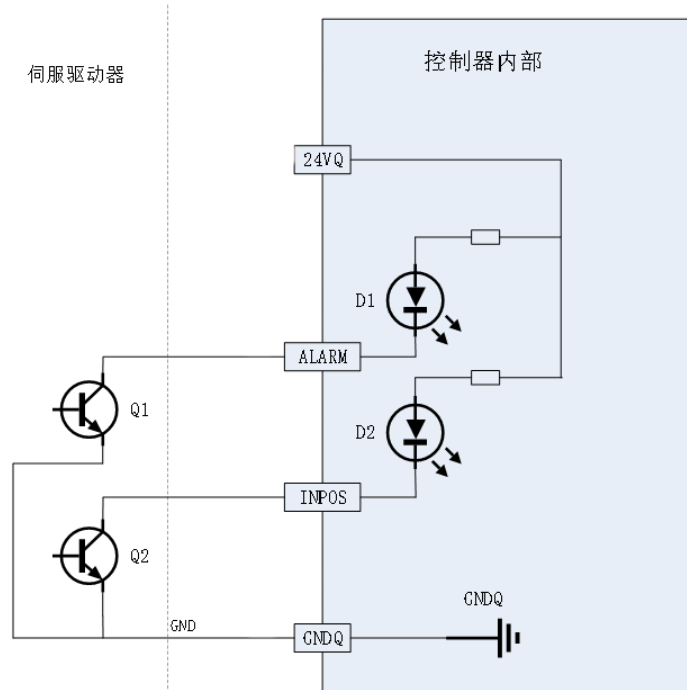 伺服驱动器
控制器内部
24VQ
D1
ALARM
Q1
D2
INPOS
Q2
GND
GNDQ
GNDQ